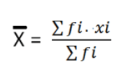 X̅ = ∑ fi. xi / ∑ fi